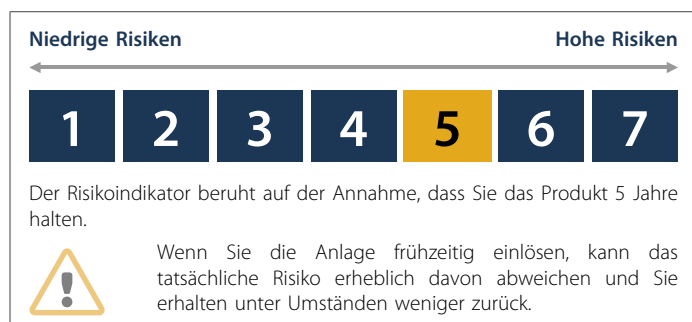 Niedrige Risiken Hohe Risiken
1 2 3 4 5 6 7
Der Risikoindikator beruht auf der Annahme, dass Sie das Produkt 5 Jahre
halten.
Wenn Sie die Anlage frühzeitig einlösen, kann das
tatsächliche Risiko erheblich davon abweichen und Sie
erhalten unter Umständen weniger zurück.